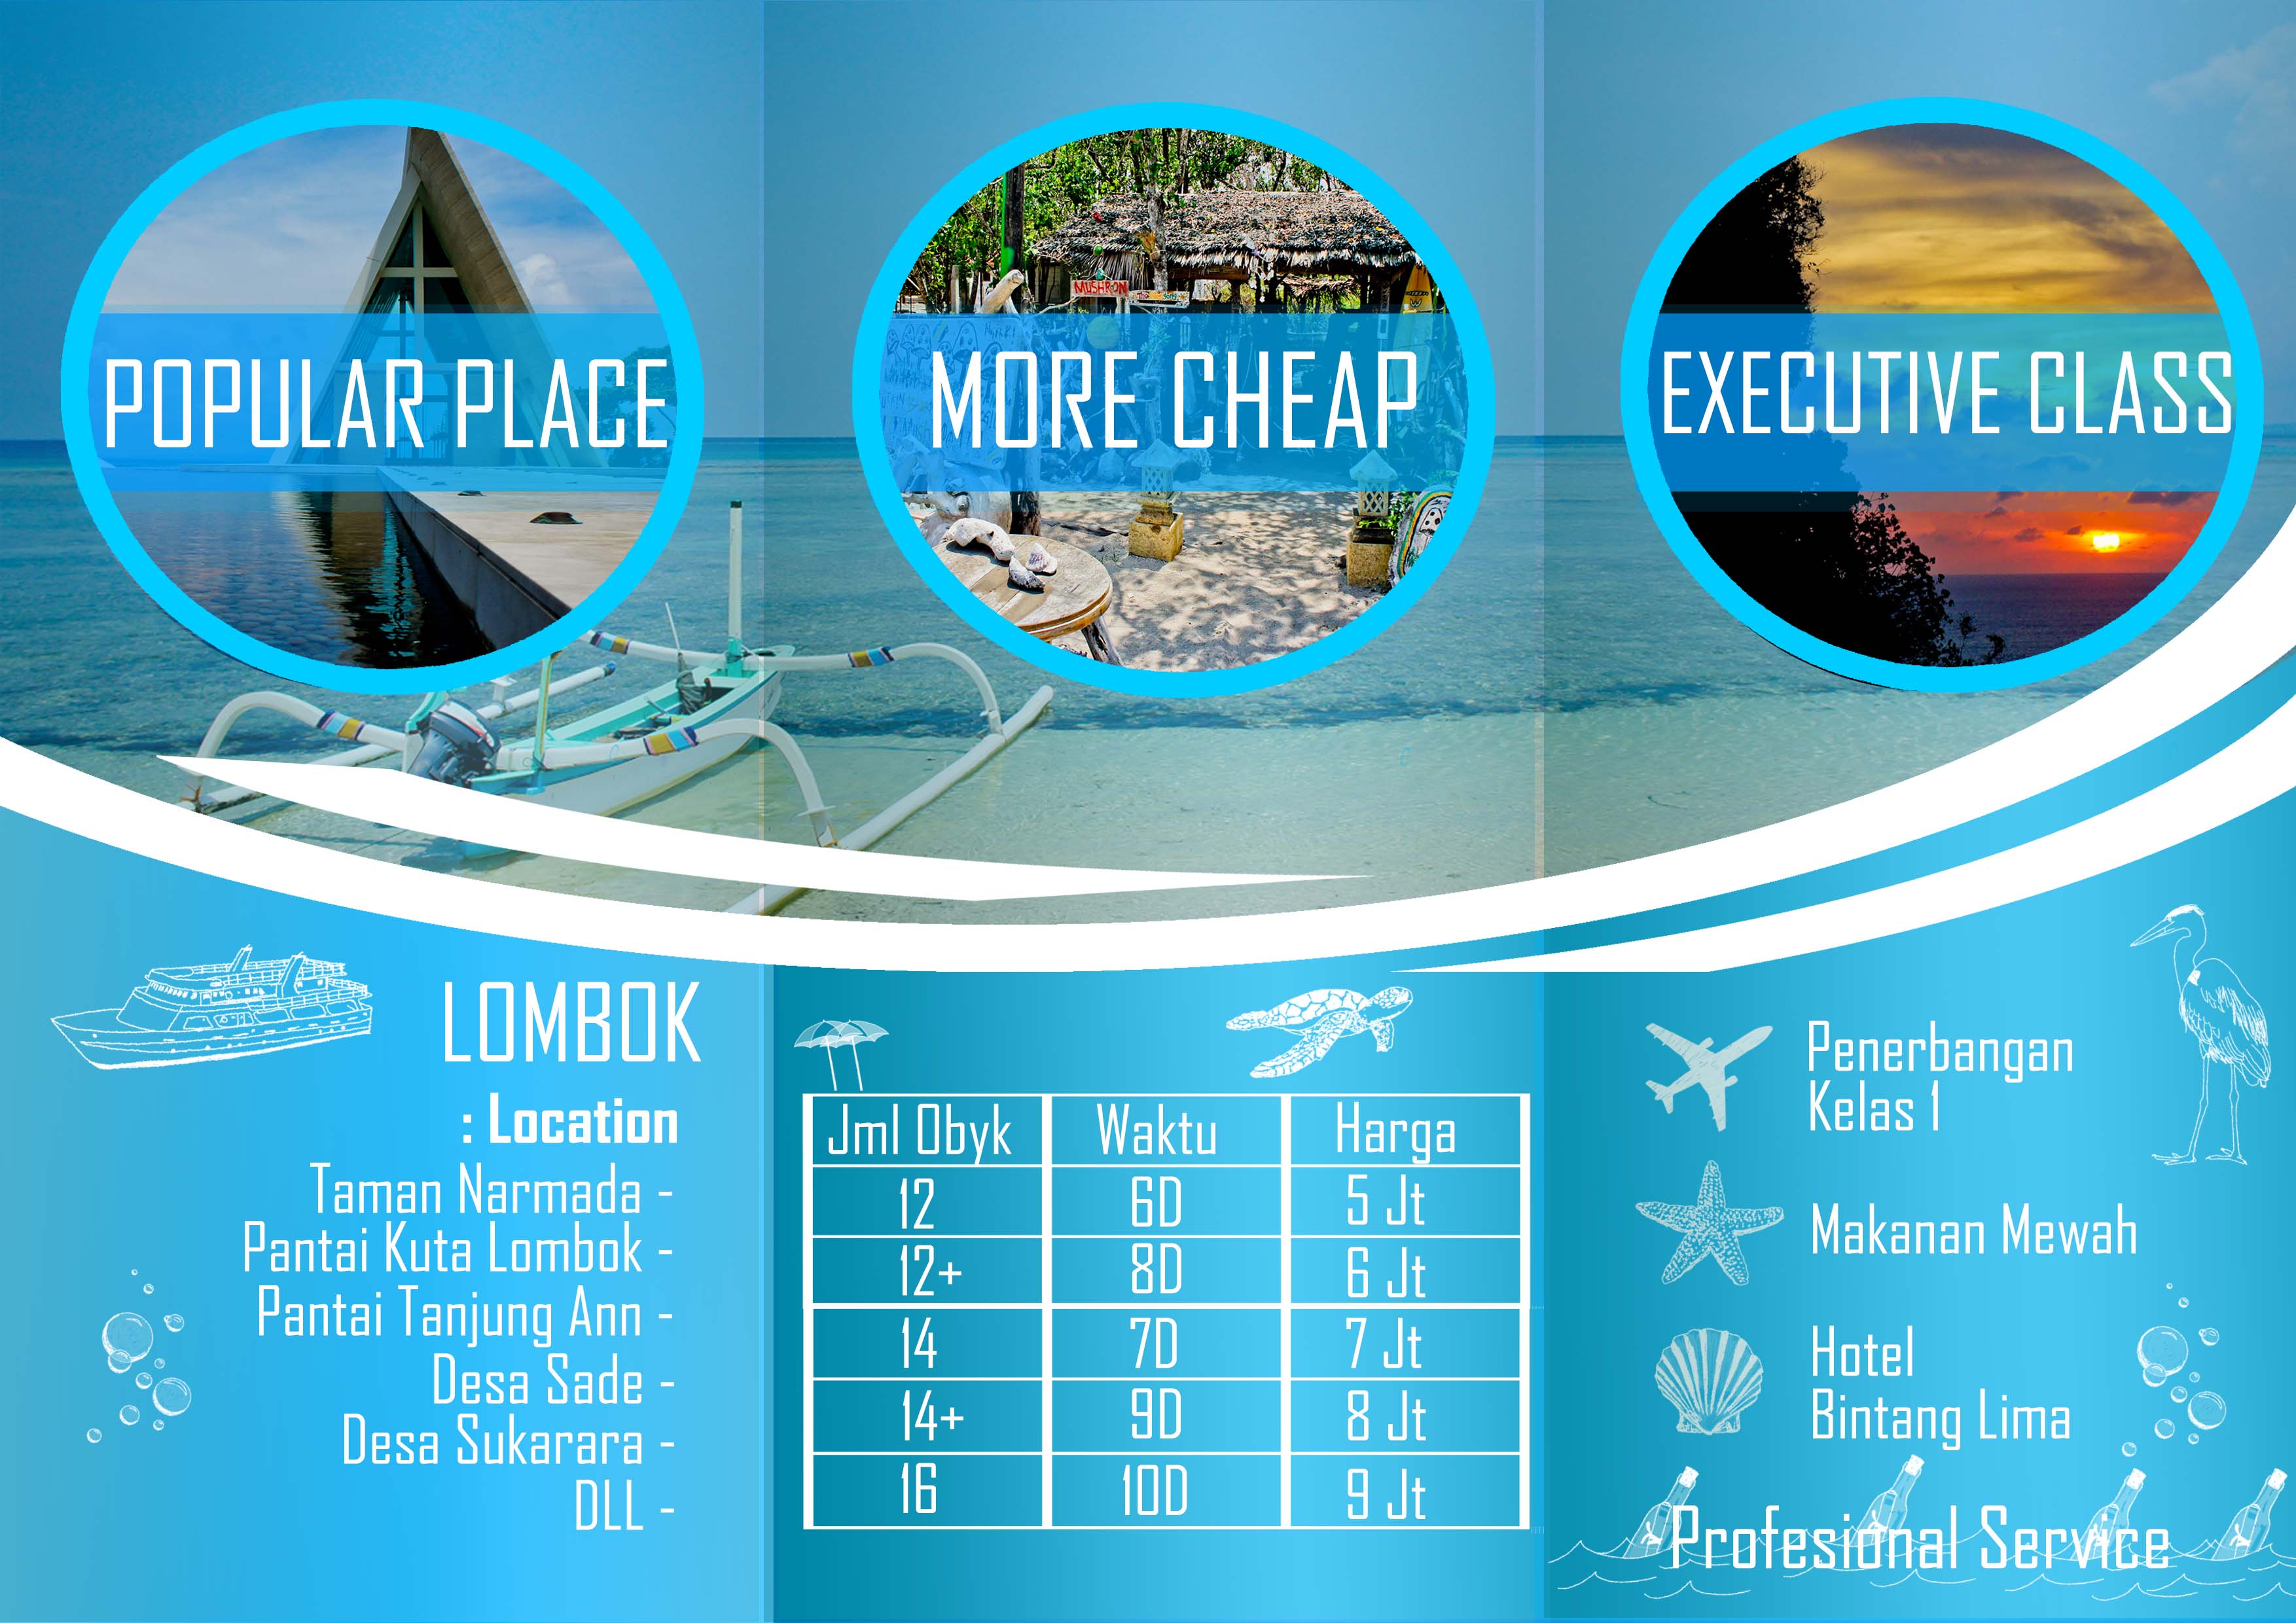 POPULAR PLACE
MUSHRON
MORE CHEAP
EXECUTIVE CLASS
LOMBOK
: Location
Taman Narmada -
Pantai Kuta Lombok -
Pantai Tanjung Ann -
Desa Sade -
Desa Sukarara -
DLL -
Jml Obyk Waktu Harga
12 6D 5 Jt
12+ 8D 6 Jt
14 7D 7 Jt
14+ 9D 8 Jt
16 10D 9 Jt
Penerbangan
Kelas 1
Makanan Mewah
Hotel
Bintang Lima
Profesional Service